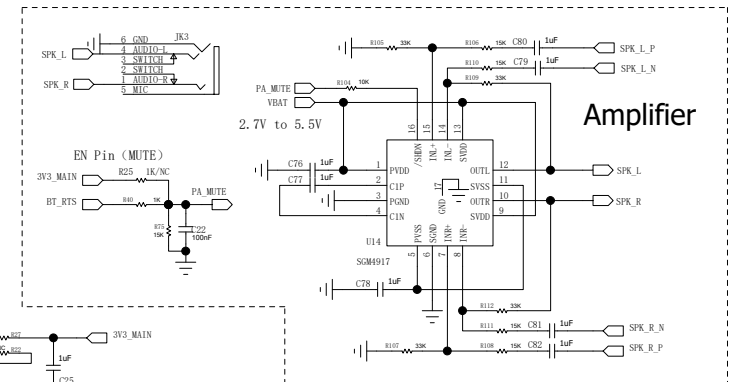 6 GND JK3
4 AUDIO-L
3 SWITCH
2 SWITCH
1 AUDIO-R
5 MIC
SPK_L
SPK_R
R105 33K
R106 15K C80 1uF SPK_L_P
R110 15K C79 1uF SPK_L_N
R109 33K
PA_MUTE R104 10K
VBAT
2.7V to 5.5V
Amplifier
16 15 14 13
/SHDN INL+ INL- SVDD
C76 1uF
C77 1uF
1 PVDD
2 C1P
3 PGND
4 C1N
OUTL 12 SPK_L
SVSS 11
OUTR 10 SPK_R
SVDD 9
17 GND
U14
SGM4917
PVSS SGND INR+ INR-
5 6 7 8
C78 1uF
R112 33K
R111 15K C81 1uF SPK_R_N
R107 33K
R108 15K C82 1uF SPK_R_P
EN Pin (MUTE)
3V3_MAIN R25 1K/NC
BT_RTS R40 1K PA_MUTE
R75 15K
C22 100nF
R27 3V3_MAIN
R22
1uF
C25